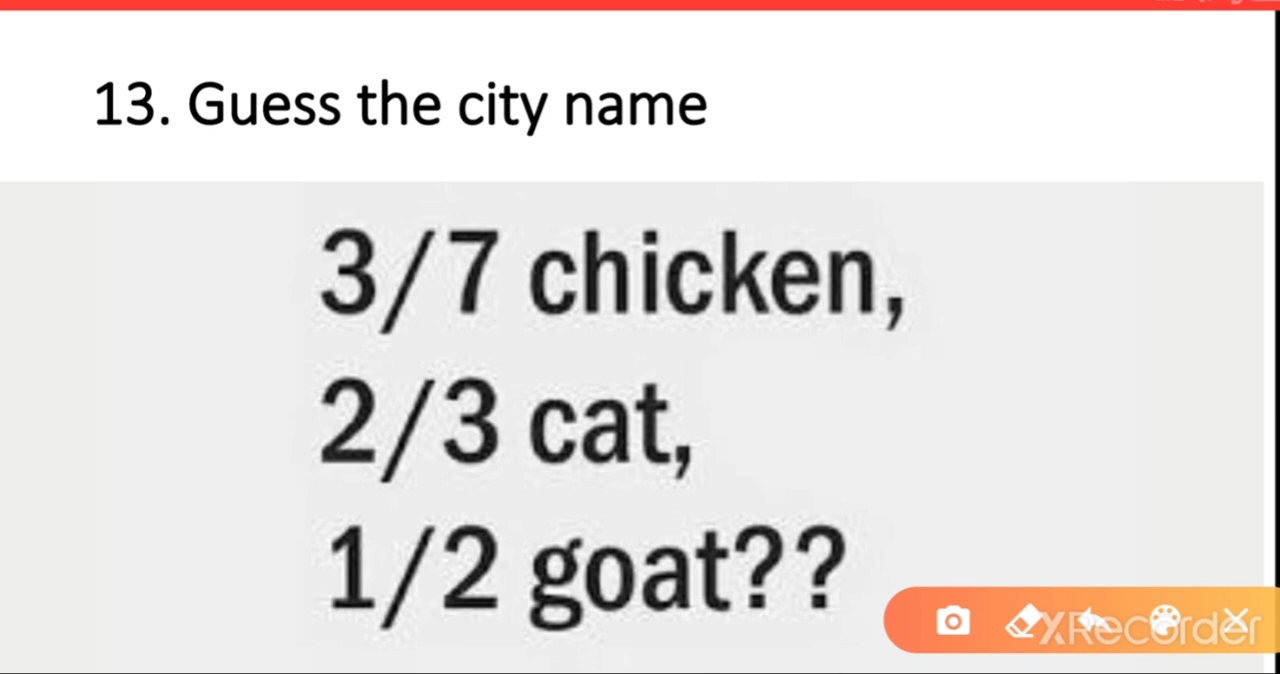 13. Guess the city name
3/7 chicken,
2/3 cat,
1/2 goat??
XRecorder